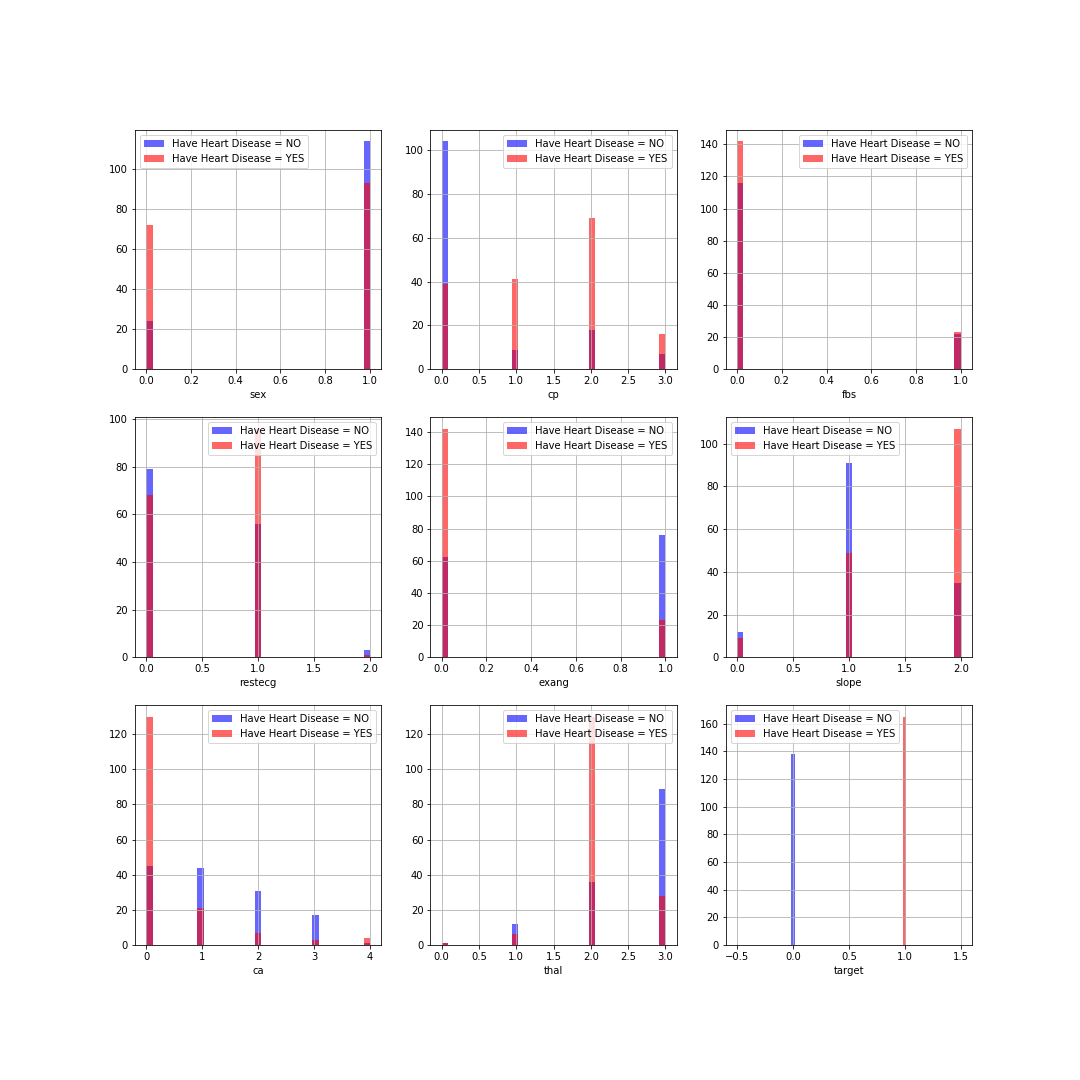 Have Heart Disease = NO
Have Heart Disease = YES
0
20
40
60
80
100
0.0 0.2 0.4 0.6 0.8 1.0
sex
Have Heart Disease = NO
Have Heart Disease = YES
0
20
40
60
80
100
0.0 0.5 1.0 1.5 2.0 2.5 3.0
cp
Have Heart Disease = NO
Have Heart Disease = YES
0
20
40
60
80
100
120
140
0.0 0.2 0.4 0.6 0.8 1.0
fbs
Have Heart Disease = NO
Have Heart Disease = YES
0
20
40
60
80
100
0.0 0.5 1.0 1.5 2.0
restecg
Have Heart Disease = NO
Have Heart Disease = YES
0
20
40
60
80
100
120
140
0.0 0.2 0.4 0.6 0.8 1.0
exang
Have Heart Disease = NO
Have Heart Disease = YES
0
20
40
60
80
100
0.0 0.5 1.0 1.5 2.0
slope
Have Heart Disease = NO
Have Heart Disease = YES
0
20
40
60
80
100
120
0 1 2 3 4
ca
Have Heart Disease = NO
Have Heart Disease = YES
0
20
40
60
80
100
120
0.0 0.5 1.0 1.5 2.0 2.5 3.0
thal
Have Heart Disease = NO
Have Heart Disease = YES
0
20
40
60
80
100
120
140
160
−0.5 0.0 0.5 1.0 1.5
target